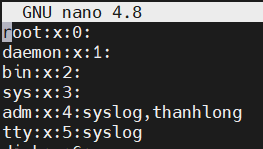 GNU nano 4.8
root:x:0:
daemon:x:1:
bin:x:2:
sys:x:3:
adm:x:4:syslog,thanhlong
tty:x:5:syslog